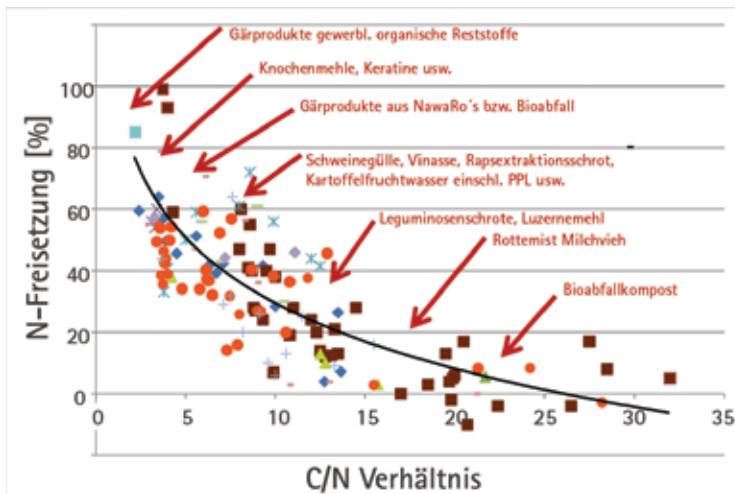 Gärprodukte gewerbl. organische Reststoffe
Knochenmehle, Keratine usw.
Gärprodukte aus NawaRo´s bzw. Bioabfall
Schweinegülle, Vinasse, Rapsextraktionsschrot,
Kartoffelfruchtwasser einschl. PPL usw.
Leguminosenschrote, Luzernemehl
Rottemist Milchvieh
Bioabfallkompost
N-Freisetzung [%]
120
100
80
60
40
20
0
0 5 10 15 20 25 30 35
C/N Verhältnis